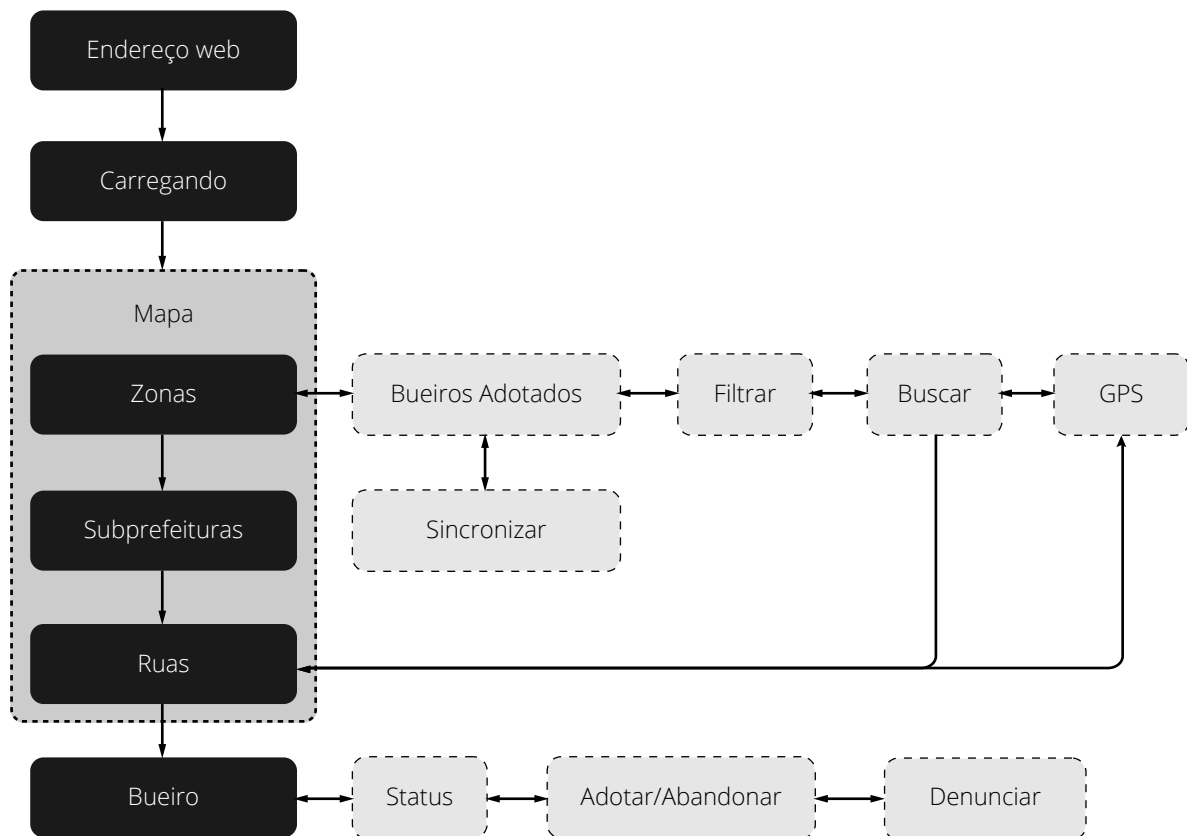 Endereço web
Carregando
Mapa
Zonas
Bueiros Adotados
Filtrar
Buscar
GPS
Subprefeituras
Sincronizar
Ruas
Bueiro
Status
Adotar/Abandonar
Denunciar